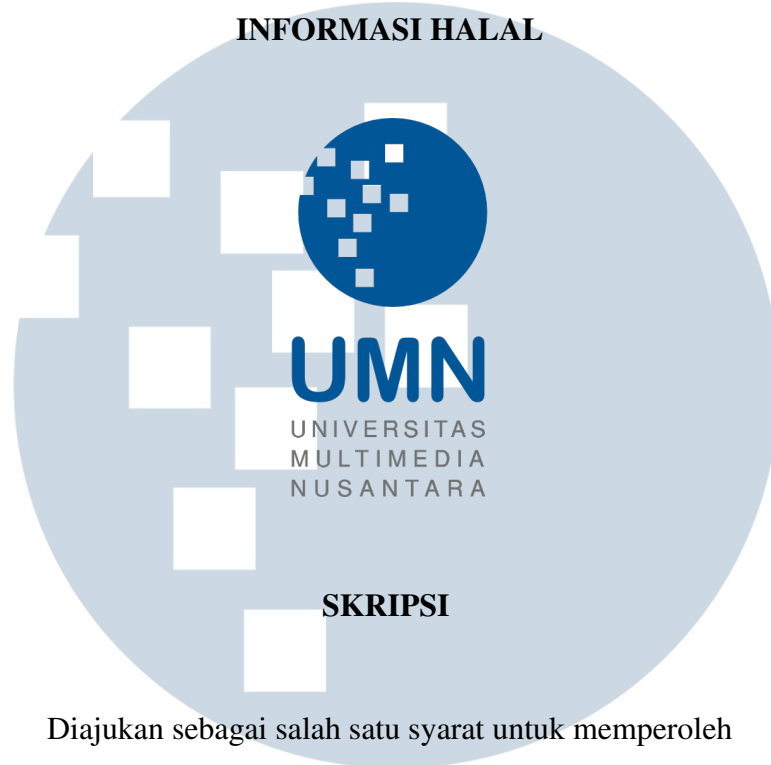 INFORMASI HALAL
UMN
UNIVERSITAS
MULTIMEDIA
NUSANTARA
SKRIPSI
Diajukan sebagai salah satu syarat untuk memperoleh